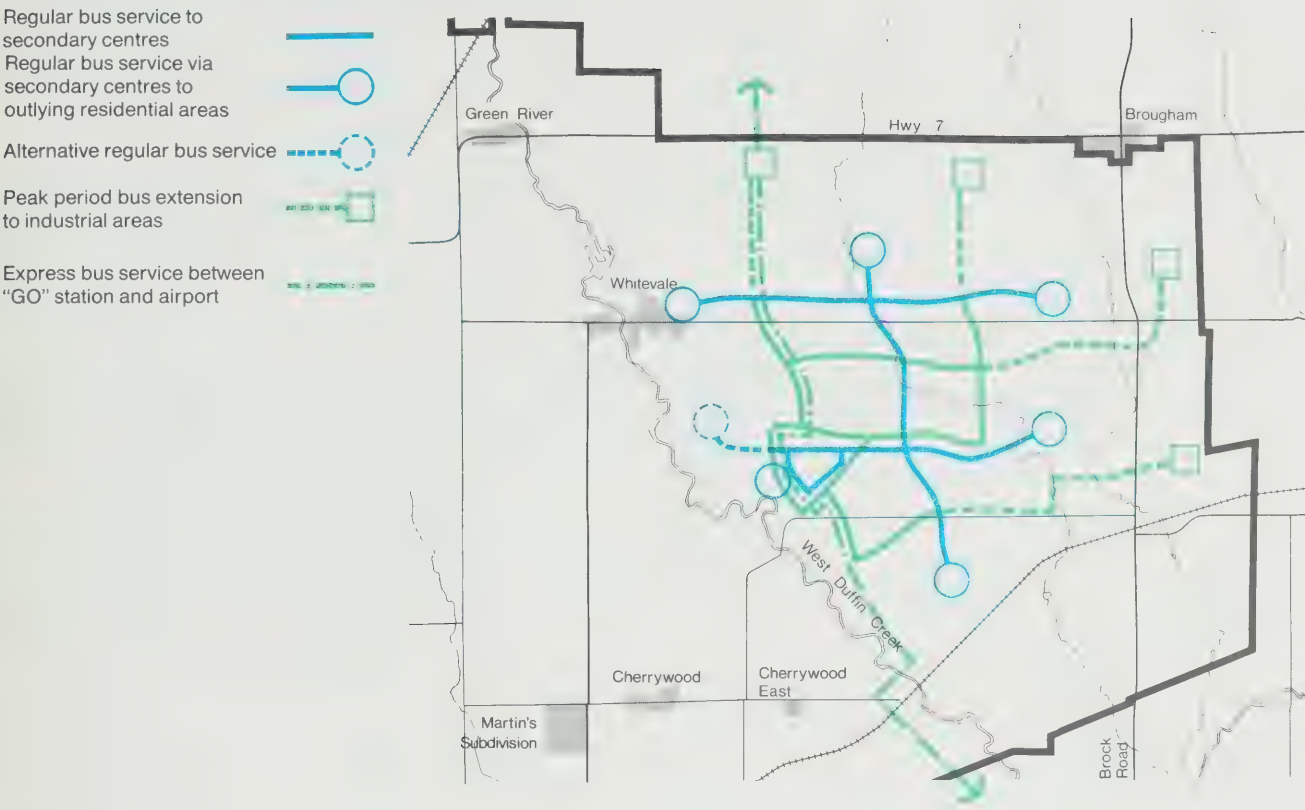 Regular bus service to
secondary centres
Regular bus service via
secondary centres to
outlying residential areas
Alternative regular bus service
Peak period bus extension
to industrial areas
Express bus service between
"GO" station and airport
Green River
Hwy 7
Brougham
Whitevale
West Duffin Creek
Cherrywood
Cherrywood
East
Martin's
Subdivision
Brock
Road